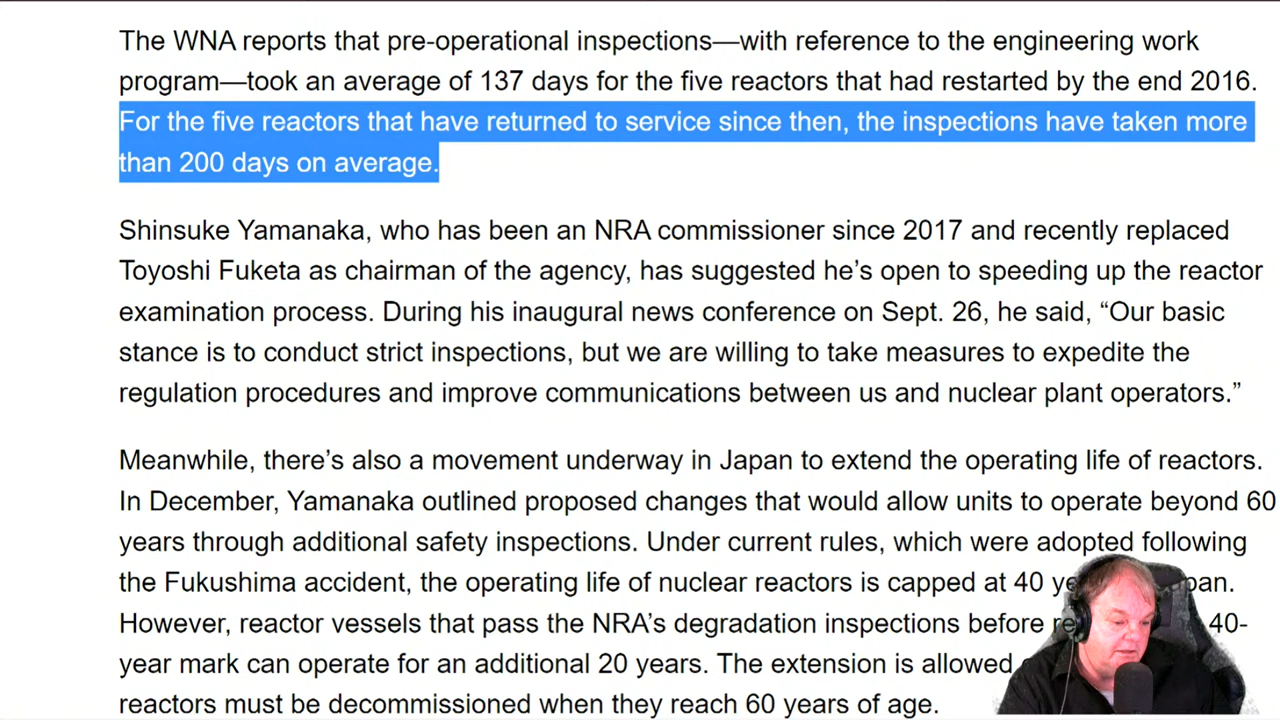 The WNA reports that pre-operational inspections—with reference to the engineering work
program—took an average of 137 days for the five reactors that had restarted by the end 2016.
For the five reactors that have returned to service since then, the inspections have taken more
than 200 days on average.
Shinsuke Yamanaka, who has been an NRA commissioner since 2017 and recently replaced
Toyoshi Fuketa as chairman of the agency, has suggested he’s open to speeding up the reactor
examination process. During his inaugural news conference on Sept. 26, he said, “Our basic
stance is to conduct strict inspections, but we are willing to take measures to expedite the
regulation procedures and improve communications between us and nuclear plant operators.”
Meanwhile, there’s also a movement underway in Japan to extend the operating life of reactors.
In December, Yamanaka outlined proposed changes that would allow units to operate beyond 60
years through additional safety inspections. Under current rules, which were adopted following
the Fukushima accident, the operating life of nuclear reactors is capped at 40
However, reactor vessels that pass the NRA’s degradation inspections before 40-
year mark can operate for an additional 20 years. The extension is allowed
reactors must be decommissioned when they reach 60 years of age.